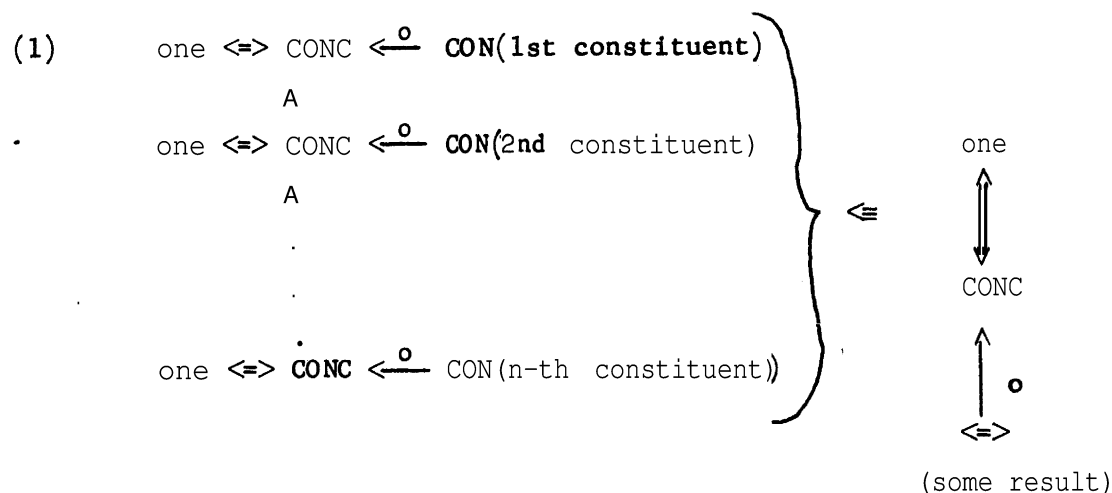 (1) one <=> CONC <—o— CON(1st constituent)
A
one <=> CONC <—o— CON(2nd constituent)
A
.
.
.
one <=> CONC <—o— CON(n-th constituent)
<≡
one
CONC
o
<=>
(some result)